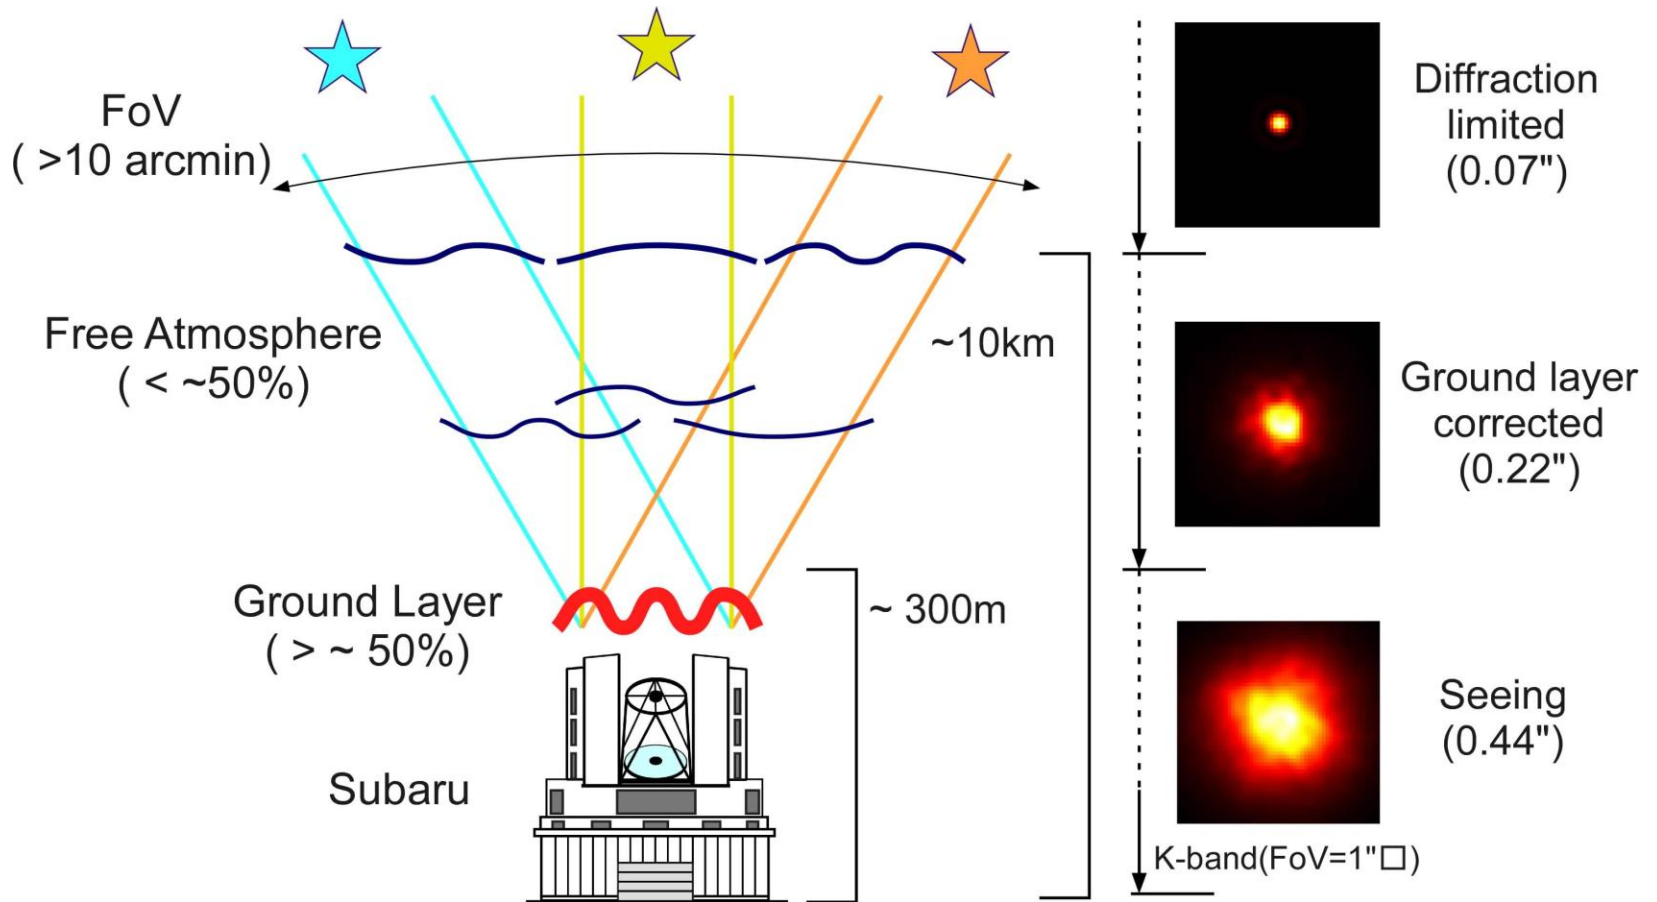 FoV
( >10 arcmin)
Free Atmosphere
( < ~50%)
Ground Layer
( > ~ 50%)
Subaru
~10km
~ 300m
Diffraction
limited
(0.07")
Ground layer
corrected
(0.22")
Seeing
(0.44")
K-band(FoV=1"□)